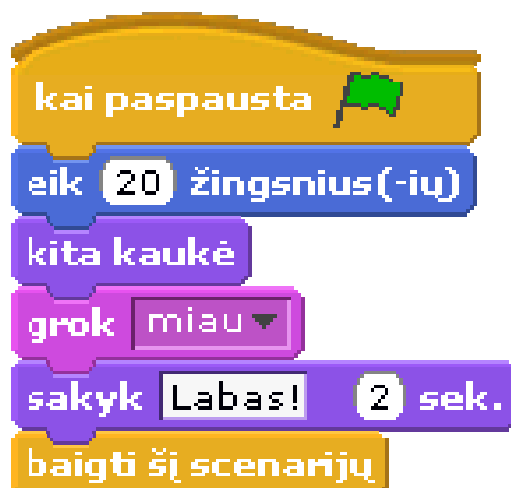 kai paspausta
eik 20 žingsnius(-ių)
kita kaukė
grok miau
sakyk Labas! 2 sek.
baigti šį scenarijų